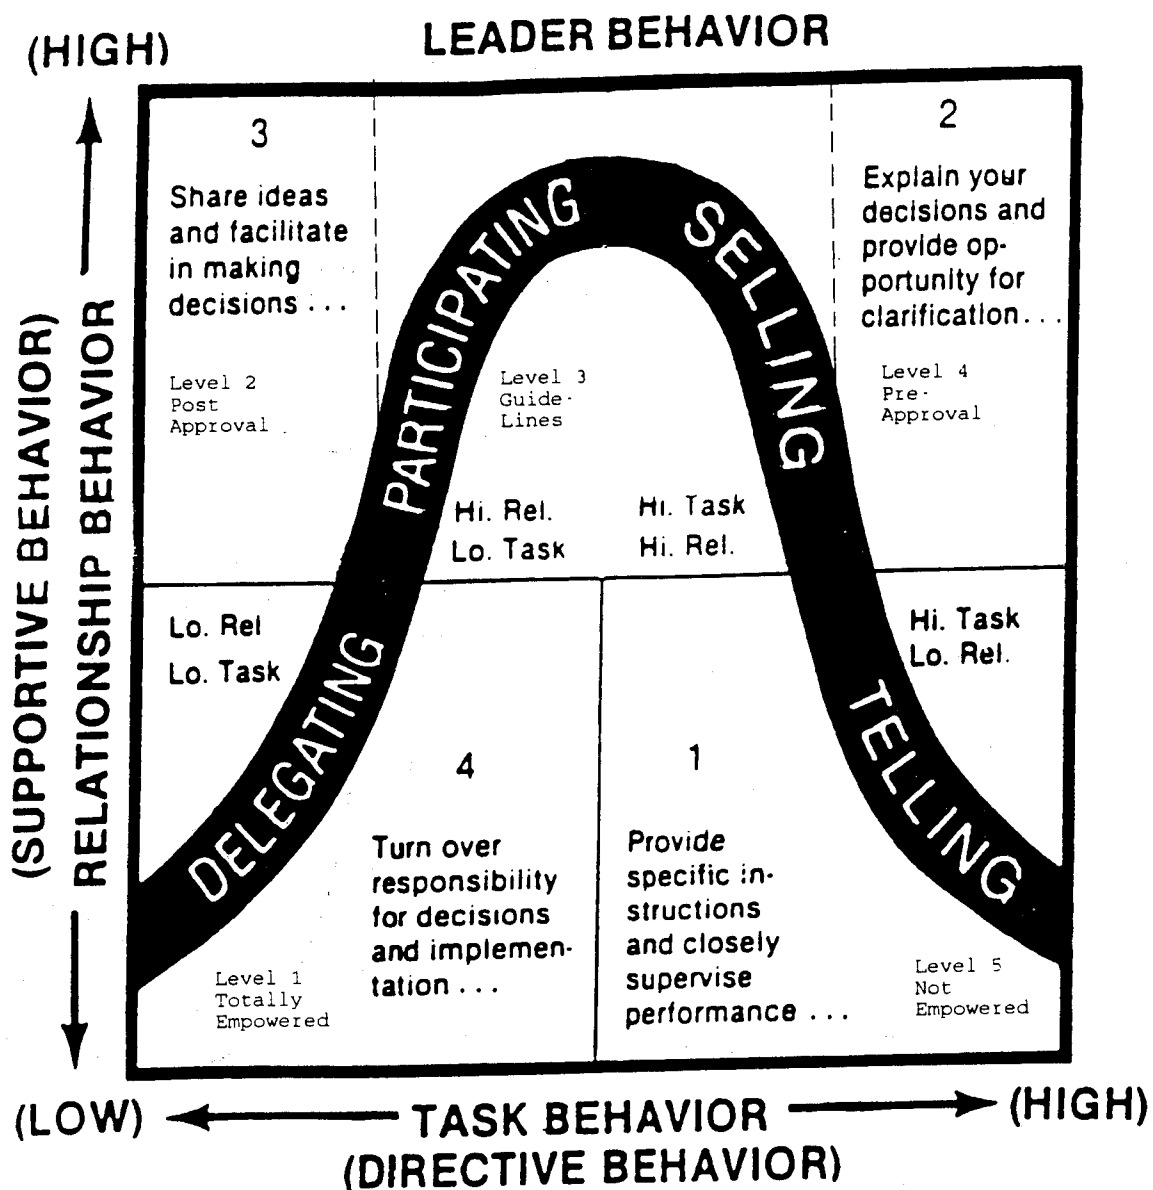 (HIGH)
LEADER BEHAVIOR
3
Share ideas
and facilitate
in making
decisions ...
Level 2
Post
Approval
2
Explain your
decisions and
provide op-
portunity for
clarification...
Level 4
Pre-
Approval
PARTICIPATING
SELLING
Level 3
Guide-
Lines
Hi. Rel.
Lo. Task
Hi. Task
Hi. Rel.
(SUPPORTIVE BEHAVIOR)
RELATIONSHIP BEHAVIOR
Lo. Rel
Lo. Task
DELEGATING
4
Turn over
responsibility
for decisions
and implemen-
tation ...
Level 1
Totally
Empowered
1
Provide
specific in-
structions
and closely
supervise
performance ...
Hi. Task
Lo. Rel.
TELLING
Level 5
Not
Empowered
(LOW)
TASK BEHAVIOR
(HIGH)
(DIRECTIVE BEHAVIOR)